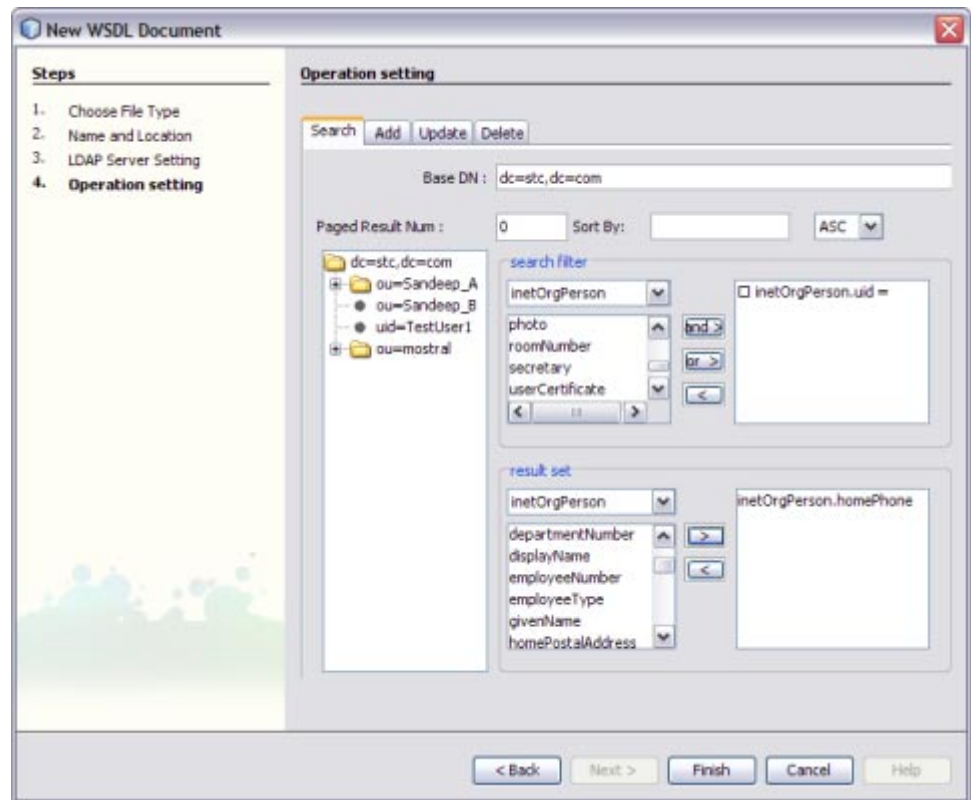 New WSDL Document
Steps
1. Choose File Type
2. Name and Location
3. LDAP Server Setting
4. Operation setting
Operation setting
Search Add Update Delete
Base DN : dc=stc,dc=com
Paged Result Num : 0 Sort By: ASC
dc=stc,dc=com
ou=Sandeep_A
ou=Sandeep_B
uid=TestUser1
ou=mostral
search filter
inetOrgPerson
photo
roomNumber
secretary
userCertificate
and >
or >
<
inetOrgPerson.uid =
result set
inetOrgPerson
departmentNumber
displayName
employeeNumber
employeeType
givenName
homePostalAddress
>
<
inetOrgPerson.homePhone
< Back Next > Finish Cancel Help